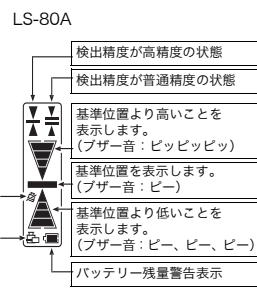 LS-80A
検出精度が高精度の状態
検出精度が普通精度の状態
基準位置より高いことを
表示します。
（ブザー音：ピッピッピッ）
基準位置を表示します。
（ブザー音：ピー）
基準位置より低いことを
表示します。
（ブザー音：ピー、ピー、ピー）
バッテリー残量警告表示